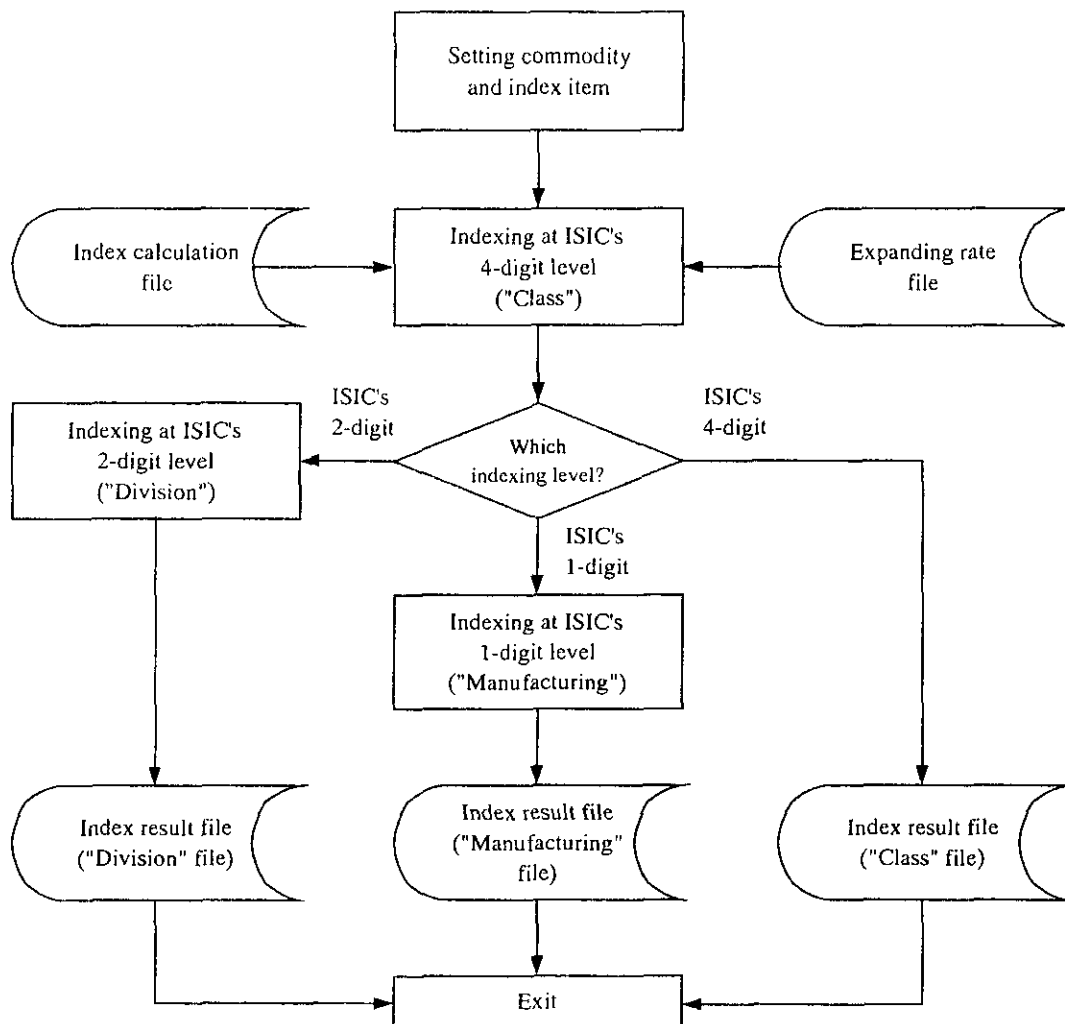 Setting commodity
and index item
Index calculation
file
Indexing at ISIC's
4-digit level
("Class")
Expanding rate
file
ISIC's
2-digit
ISIC's
4-digit
Indexing at ISIC's
2-digit level
("Division")
Which
indexing level?
ISIC's
1-digit
Indexing at ISIC's
1-digit level
("Manufacturing")
Index result file
("Division" file)
Index result file
("Manufacturing"
file)
Index result file
("Class" file)
Exit